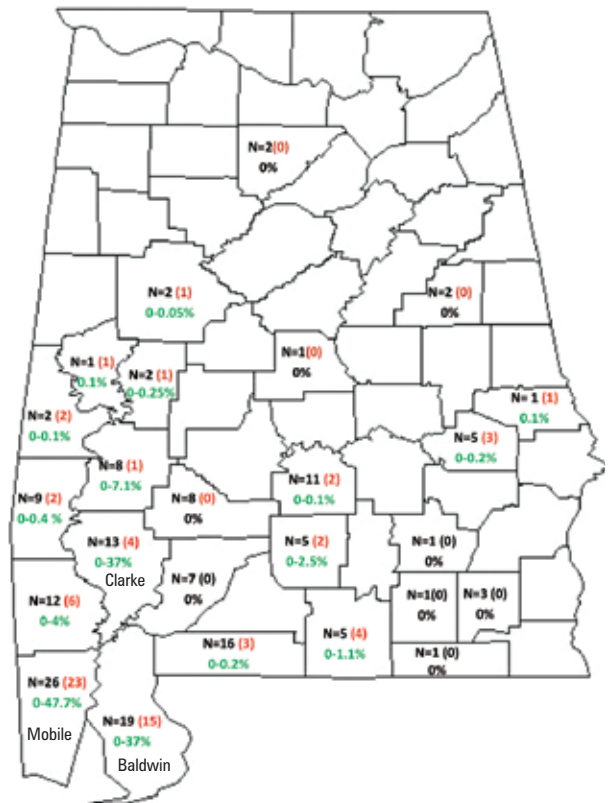 N=2(0)
0%
N=2 (1)
0-0.05%
N=2 (0)
0%
N=1 (1)
0.1%
N=2 (1)
0-0.25%
N=1(0)
0%
N= 1 (1)
0.1%
N=2 (2)
0-0.1%
N=5 (3)
0-0.2%
N=8 (1)
0-7.1%
N=11 (2)
0-0.1%
N=9 (2)
0-0.4 %
N=8 (0)
0%
N=13 (4)
0-37%
Clarke
N=5 (2)
0-2.5%
N=1 (0)
0%
N=7 (0)
0%
N=12 (6)
0-4%
N=1(0)
0%
N=3 (0)
0%
N=16 (3)
0-0.2%
N=5 (4)
0-1.1%
N=1 (0)
0%
N=26 (23)
0-47.7%
Mobile
N=19 (15)
0-37%
Baldwin